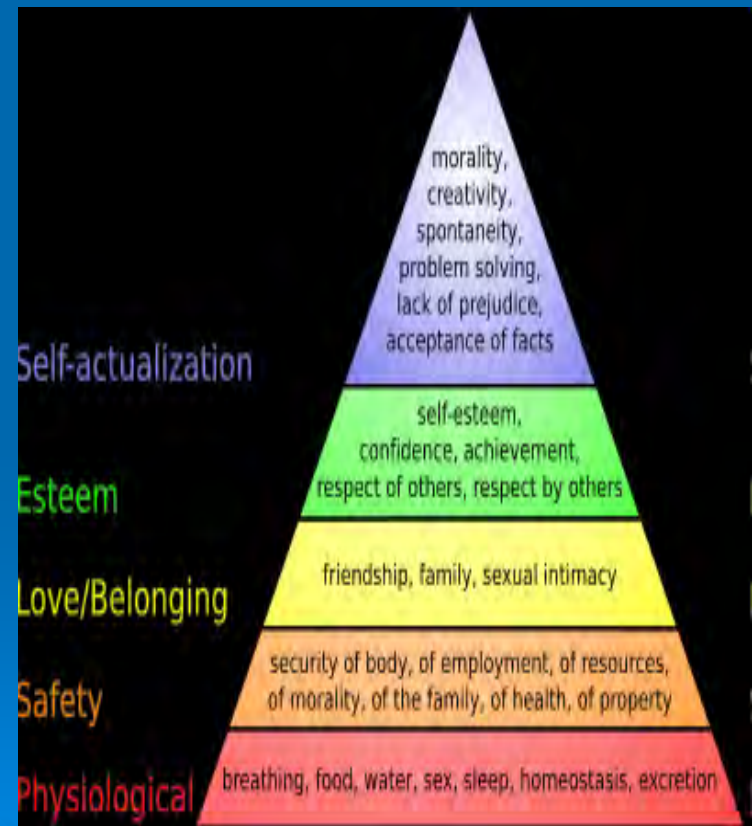 morality,
creativity,
spontaneity,
problem solving,
lack of prejudice,
acceptance of facts
Self-actualization
self-esteem,
confidence, achievement,
respect of others, respect by others
Esteem
friendship, family, sexual intimacy
Love/Belonging
security of body, of employment, of resources,
of morality, of the family, of health, of property
Safety
breathing, food, water, sex, sleep, homeostasis, excretion
Physiological